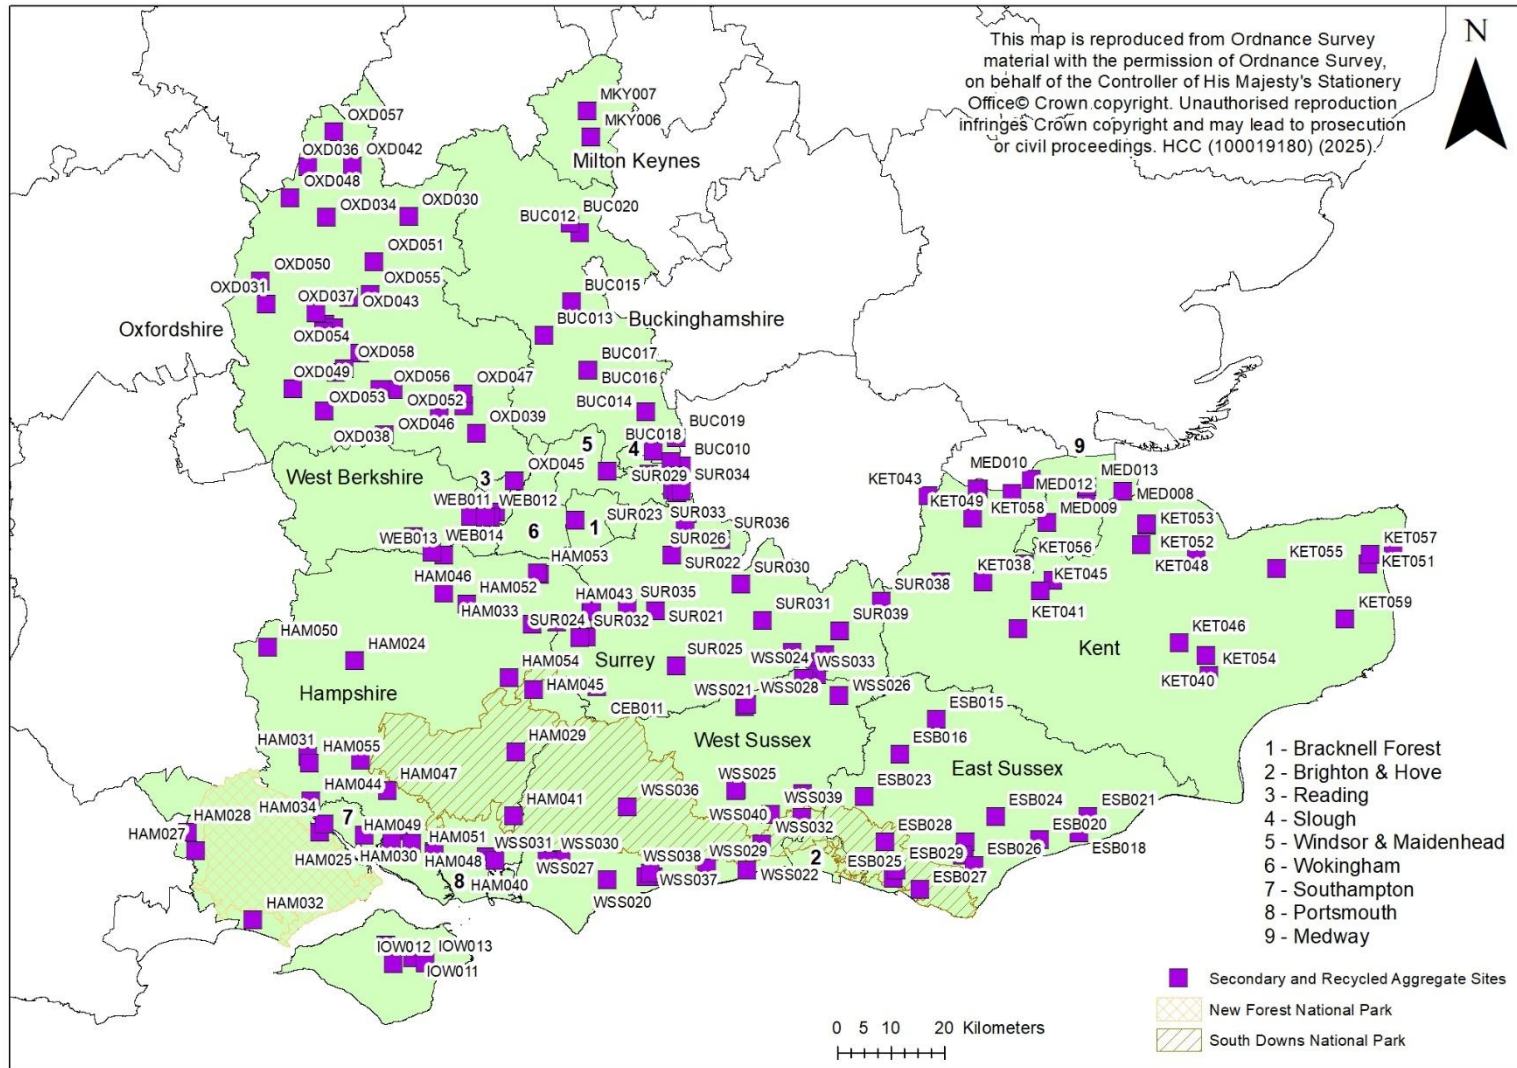 This map is reproduced from Ordnance Survey
material with the permission of Ordnance Survey,
on behalf of the Controller of His Majesty's Stationery
Office© Crown copyright. Unauthorised reproduction
infringes Crown copyright and may lead to prosecution
or civil proceedings. HCC (100019180) (2025).
N
MKY007
MKY006
Milton Keynes
OXD057
OXD036
OXD042
OXD048
OXD034
OXD030
BUC012
BUC020
OXD051
OXD050
OXD055
OXD031
OXD037
OXD043
BUC015
Oxfordshire
OXD054
BUC013
Buckinghamshire
OXD058
BUC017
OXD049
OXD056
OXD047
BUC016
OXD053
OXD052
BUC014
OXD038
OXD046
OXD039
BUC019
5
4
BUC018
BUC010
9
West Berkshire
3
OXD045
SUR029
SUR034
KET043
MED010
MED013
MED012
MED008
WEB011
WEB012
KET049
KET058
MED009
6
1
SUR023
SUR033
KET053
WEB013
WEB014
SUR026
SUR036
KET056
KET052
KET057
HAM053
SUR022
KET048
KET055
KET051
HAM046
HAM052
SUR030
SUR038
KET038
KET045
HAM033
HAM043
SUR035
SUR024
SUR032
SUR021
SUR031
SUR039
KET041
KET059
HAM050
HAM024
KET046
Surrey
SUR025
WSS024
WSS033
Kent
KET054
HAM054
KET040
Hampshire
HAM045
WSS021
WSS028
WSS026
CEB011
ESB015
HAM031
HAM055
HAM029
West Sussex
ESB016
East Sussex
HAM044
HAM047
WSS025
ESB023
HAM034
HAM041
WSS036
WSS039
ESB024
ESB021
HAM028
7
WSS040
HAM027
HAM049
HAM051
WSS032
ESB028
ESB020
HAM025
HAM030
WSS031
WSS030
WSS029
ESB029
ESB026
ESB018
HAM048
WSS027
WSS038
2
ESB025
8
HAM040
WSS037
WSS022
ESB027
WSS020
HAM032
IOW012
IOW013
IOW011
1 - Bracknell Forest
2 - Brighton & Hove
3 - Reading
4 - Slough
5 - Windsor & Maidenhead
6 - Wokingham
7 - Southampton
8 - Portsmouth
9 - Medway
Secondary and Recycled Aggregate Sites
New Forest National Park
South Downs National Park
0 5 10 20 Kilometers